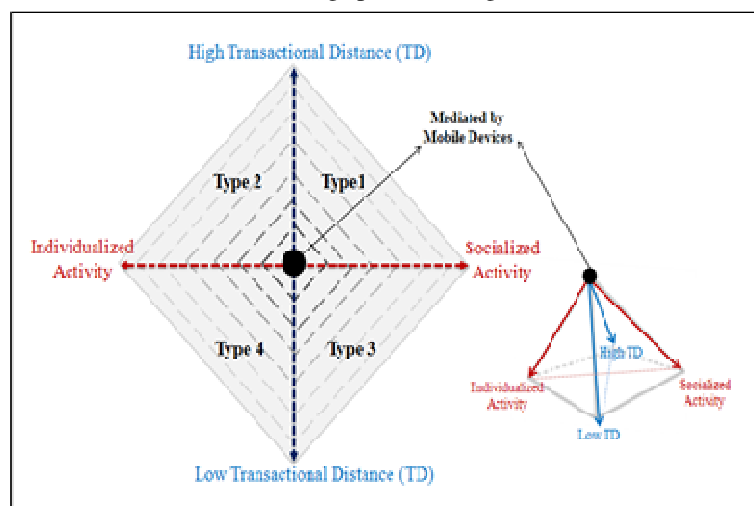 High Transactional Distance (TD)
Mediated by
Mobile Devices
Type 2
Type1
Individualized
Activity
Socialized
Activity
Type 4
Type 3
High TD
Individualized
Activity
Socialized
Activity
Low TD
Low Transactional Distance (TD)